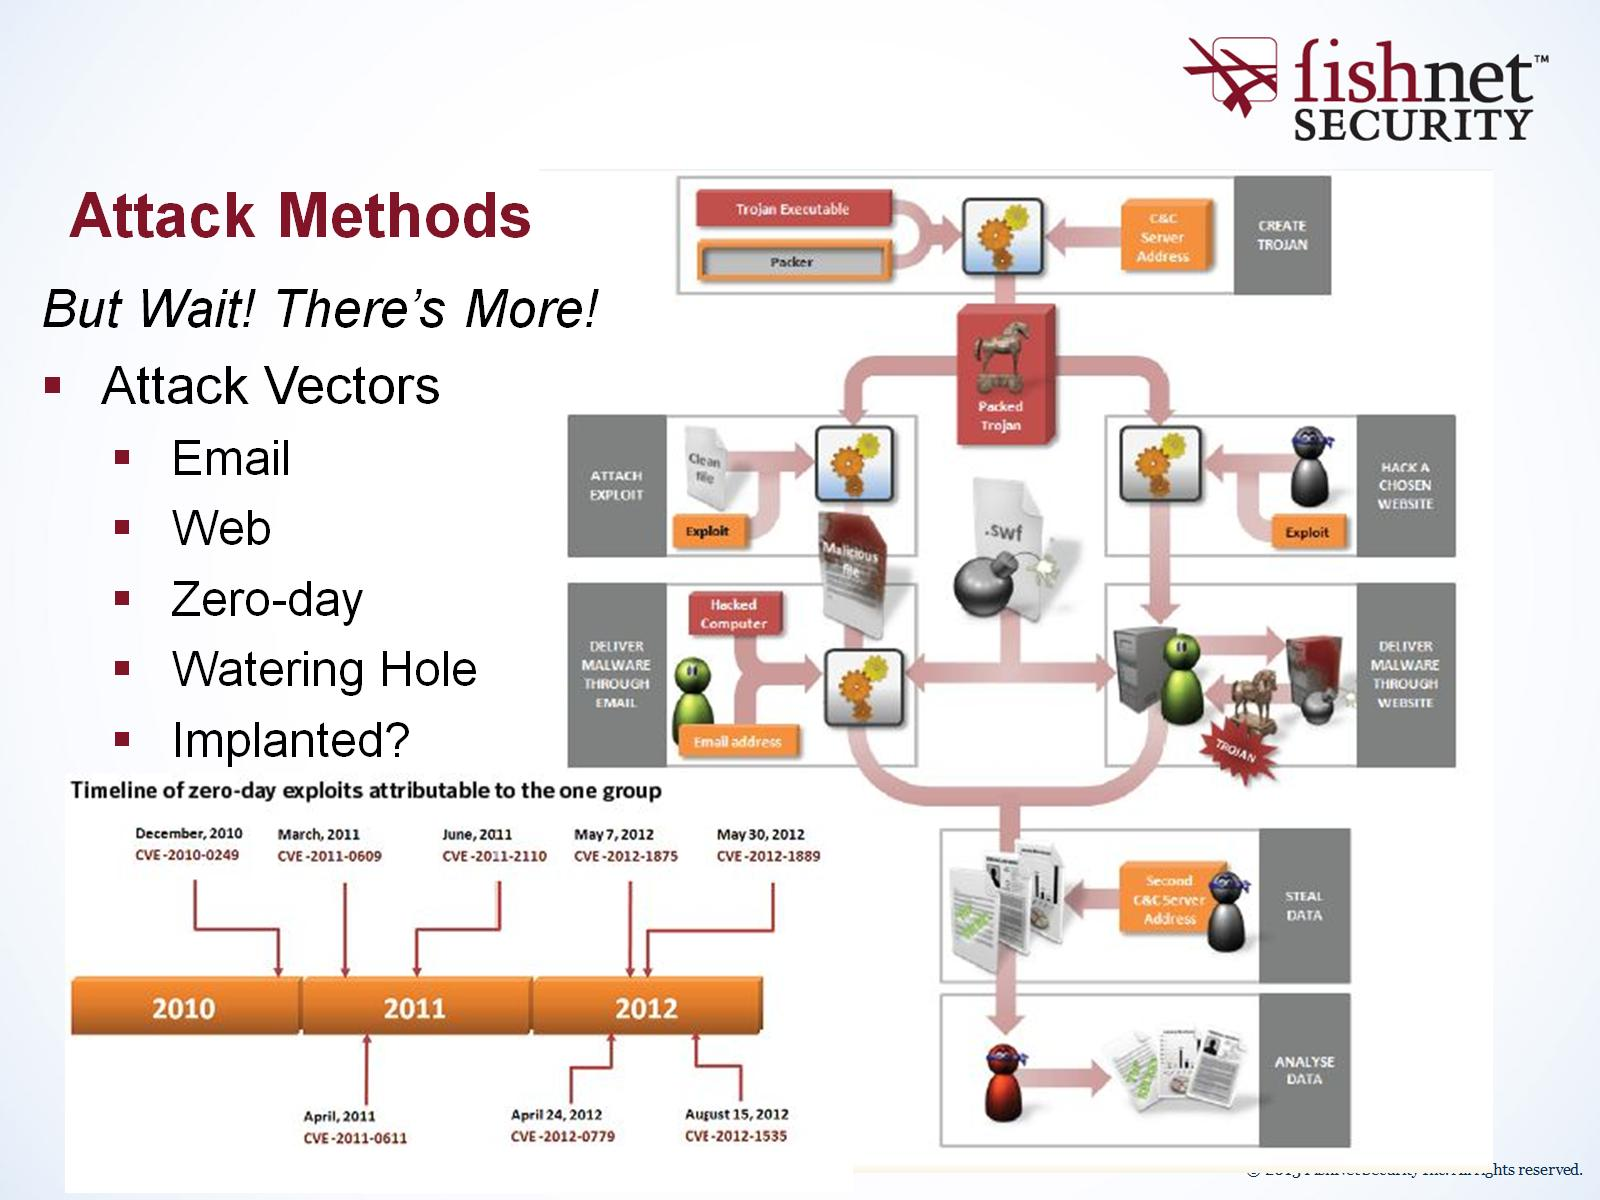 fishnet™
SECURITY
Attack Methods
But Wait! There's More!
Attack Vectors
Email
Web
Zero-day
Watering Hole
Implanted?
Trojan Executable
Packer
C&C
Server
Address
CREATE
TROJAN
Packed
Trojan
ATTACH
EXPLOIT
Clean
file
Exploit
Malicious
file
.swf
HACK A
CHOSEN
WEBSITE
Exploit
DELIVER
MALWARE
THROUGH
EMAIL
Hacked
Computer
Email address
DELIVER
MALWARE
THROUGH
WEBSITE
TROJAN
Second
C&C Server
Address
STEAL
DATA
ANALYSE
DATA
Timeline of zero-day exploits attributable to the one group
December, 2010
CVE-2010-0249
March, 2011
CVE-2011-0609
June, 2011
CVE-2011-2110
May 7, 2012
CVE-2012-1875
May 30, 2012
CVE-2012-1889
2010
2011
2012
April, 2011
CVE-2011-0611
April 24, 2012
CVE-2012-0779
August 15, 2012
CVE-2012-1535
rights reserved.